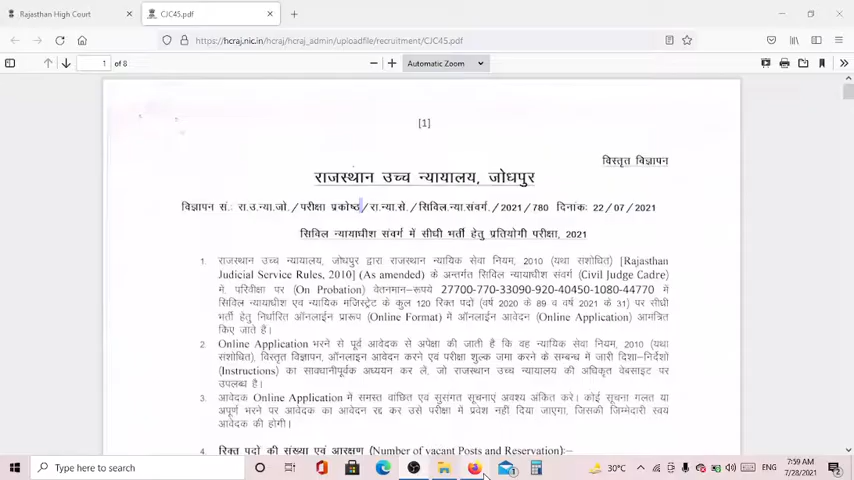 Rajasthan High Court
CJC45.pdf
https://hcraj.nic.in/hcraj/hcraj_admin/uploadfile/recruitment/CJC45.pdf
1 of 8
Automatic Zoom
[1]
विस्तृत विज्ञापन
राजस्थान उच्च न्यायालय, जोधपुर
विज्ञापन सं.: रा.उ.न्या.जो./परीक्षा प्रकोष्ठ/रा.न्या.से./सिविल.न्या.संवर्ग./2021/780 दिनांकः 22/07/2021
सिविल न्यायाधीश संवर्ग में सीधी भर्ती हेतु प्रतियोगी परीक्षा, 2021
1. राजस्थान उच्च न्यायालय, जोधपुर द्वारा राजस्थान न्यायिक सेवा नियम, 2010 (यथा संशोधित) [Rajasthan
Judicial Service Rules, 2010] (As amended) के अन्तर्गत सिविल न्यायाधीश संवर्ग (Civil Judge Cadre)
में, परिवीक्षा पर (On Probation) वेतनमान–रूपये 27700-770-33090-920-40450-1080-44770 में
सिविल न्यायाधीश एवं न्यायिक मजिस्ट्रेट के कुल 120 रिक्त पदों (वर्ष 2020 के 89 व वर्ष 2021 के 31) पर सीधी
भर्ती हेतु निर्धारित ऑनलाईन प्रारूप (Online Format) में ऑनलाईन आवेदन (Online Application) आमंत्रित
किए जाते हैं।
2. Online Application भरने से पूर्व आवेदक से अपेक्षा की जाती है कि वह न्यायिक सेवा नियम, 2010 (यथा
संशोधित), विस्तृत विज्ञापन, ऑनलाईन आवेदन करने एवं परीक्षा शुल्क जमा करने के सम्बन्ध में जारी दिशा–निर्देशों
(Instructions) का सावधानीपूर्वक अध्ययन कर लें, जो राजस्थान उच्च न्यायालय की अधिकृत वेबसाइट पर
उपलब्ध है।
3. आवेदक Online Application में समस्त वांछित एवं सुसंगत सूचनाएं अवश्य अंकित करे। कोई सूचना गलत या
अपूर्ण भरने पर आवेदक का आवेदन रद्द कर उसे परीक्षा में प्रवेश नहीं दिया जाएगा, जिसकी जिम्मेदारी स्वयं
आवेदक की होगी।
4. रिक्त पदों की संख्या एवं आरक्षण (Number of vacant Posts and Reservation):–
Type here to search
30°C
ENG
7:59 AM
7/28/2021